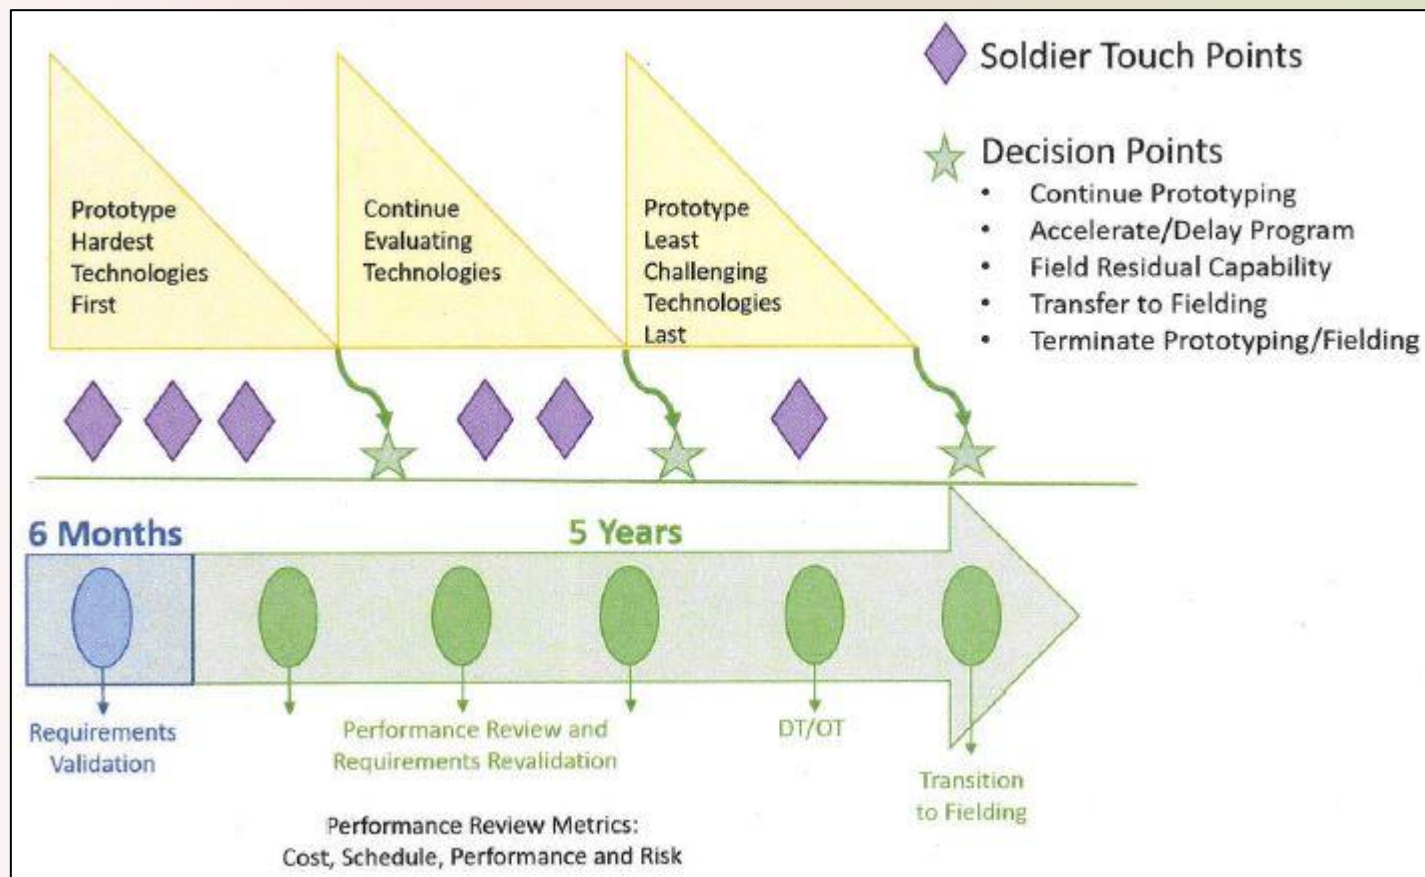 Soldier Touch Points
Decision Points
• Continue Prototyping
• Accelerate/Delay Program
• Field Residual Capability
• Transfer to Fielding
• Terminate Prototyping/Fielding
Prototype
Hardest
Technologies
First
Continue
Evaluating
Technologies
Prototype
Least
Challenging
Technologies
Last
6 Months
5 Years
Requirements
Validation
Performance Review and
Requirements Revalidation
DT/OT
Transition
to Fielding
Performance Review Metrics:
Cost, Schedule, Performance and Risk